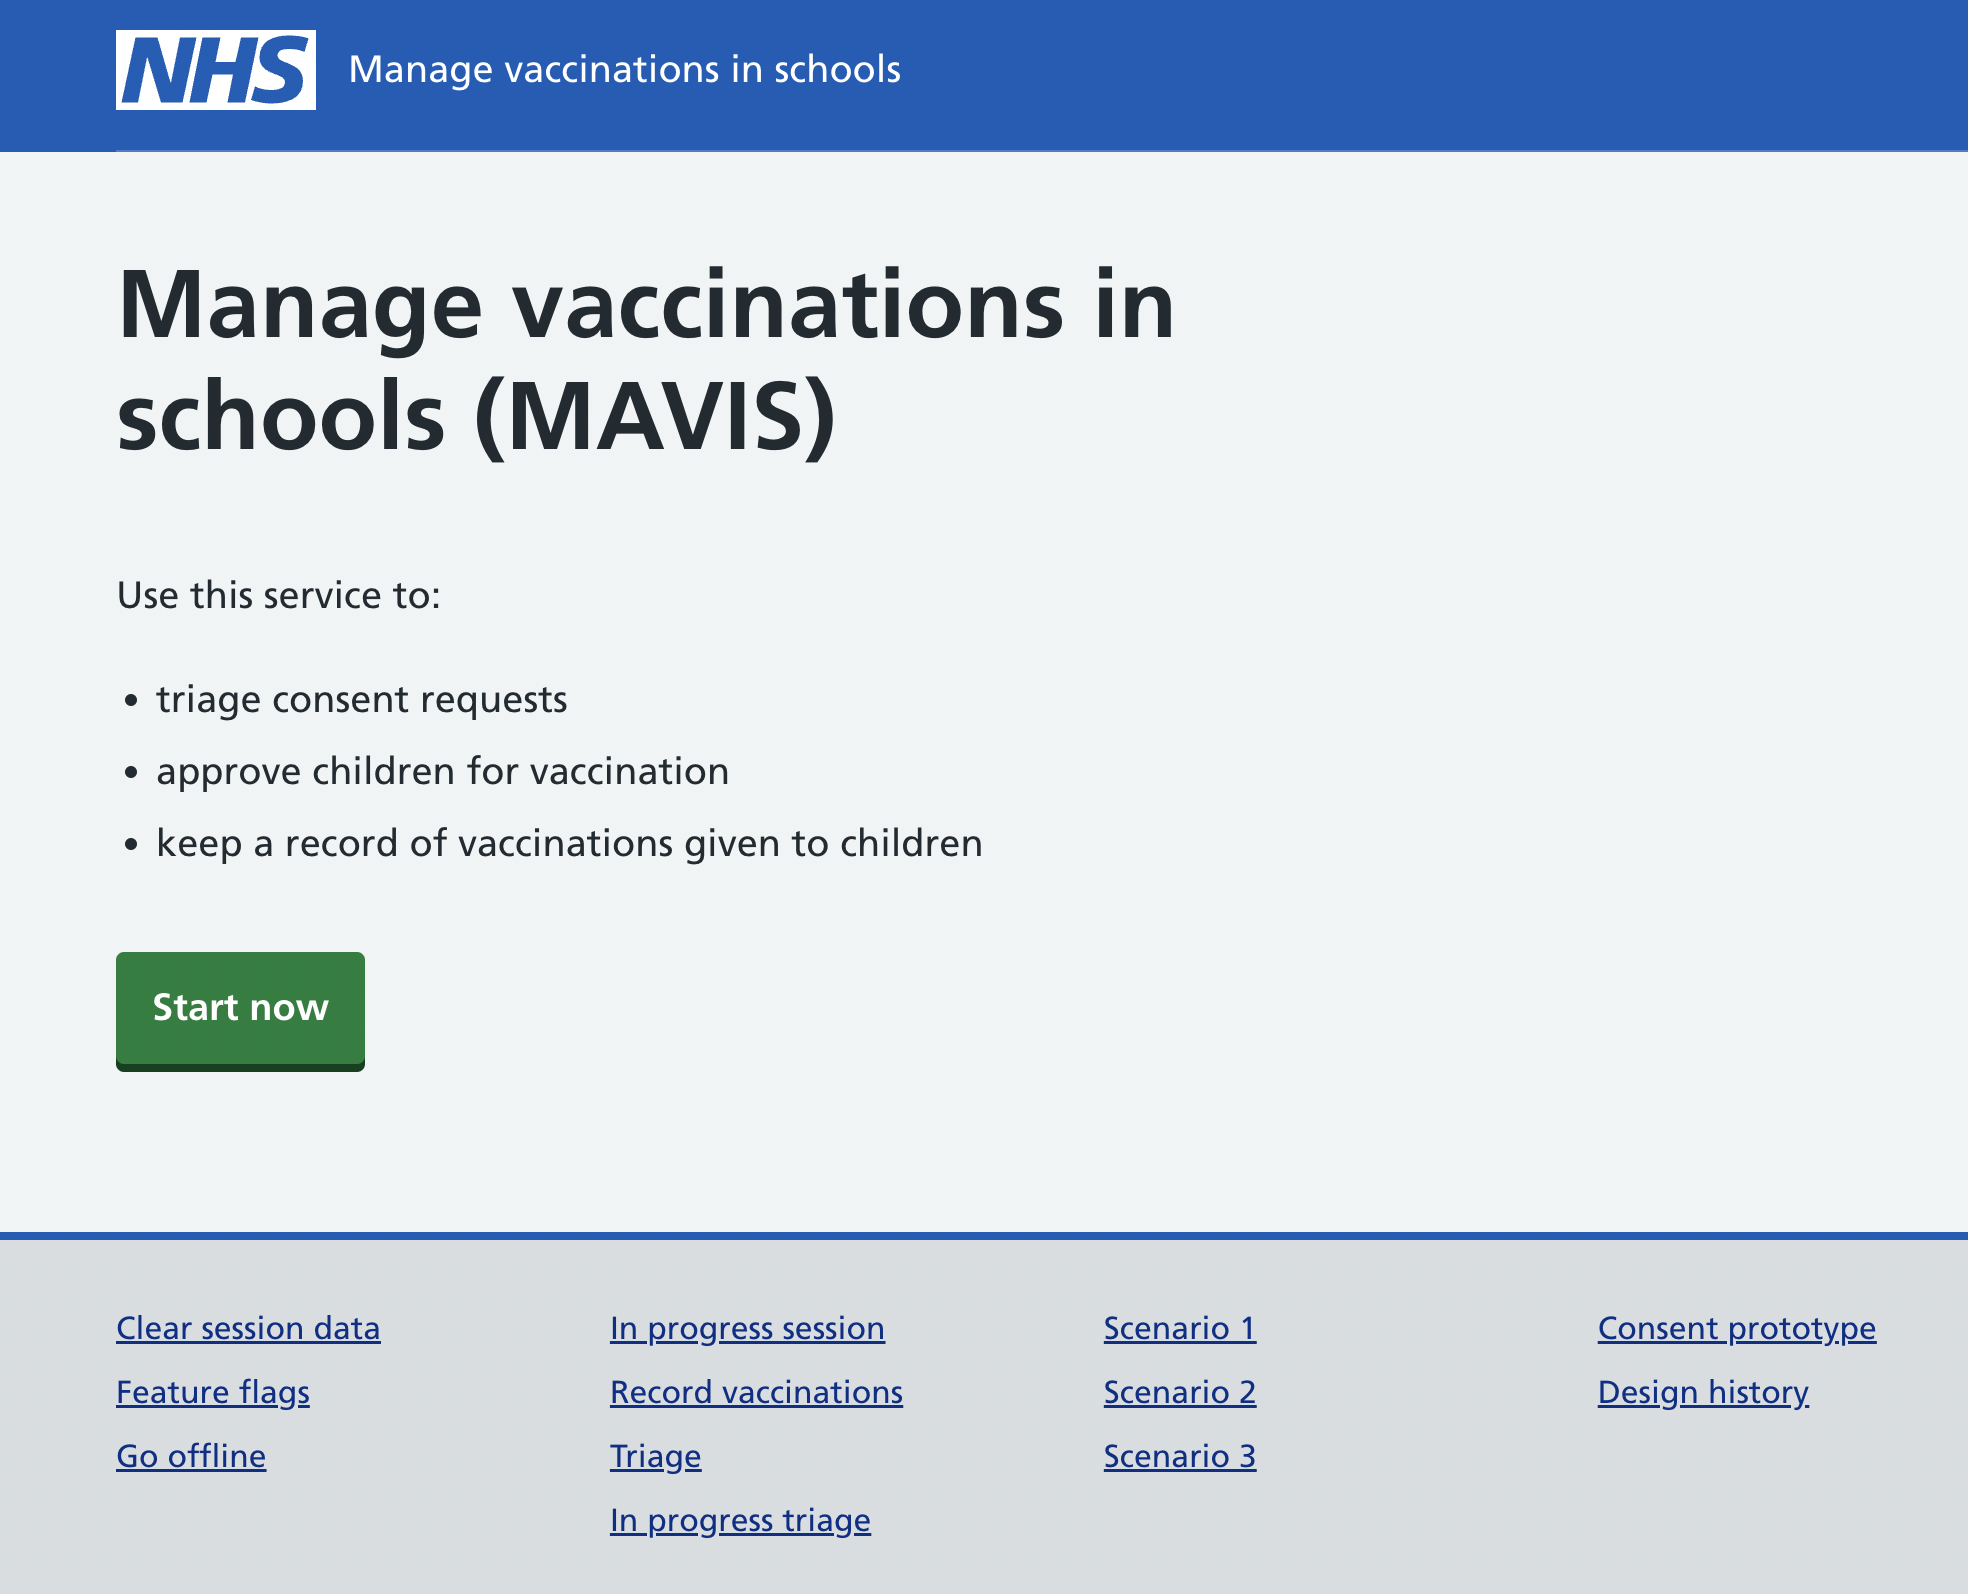 NHS
Manage vaccinations in schools
Manage vaccinations in
schools (MAVIS)
Use this service to:
• triage consent requests
• approve children for vaccination
• keep a record of vaccinations given to children
Start now
Clear session data
Feature flags
Go offline
In progress session
Record vaccinations
Triage
In progress triage
Scenario 1
Scenario 2
Scenario 3
Consent prototype
Design history